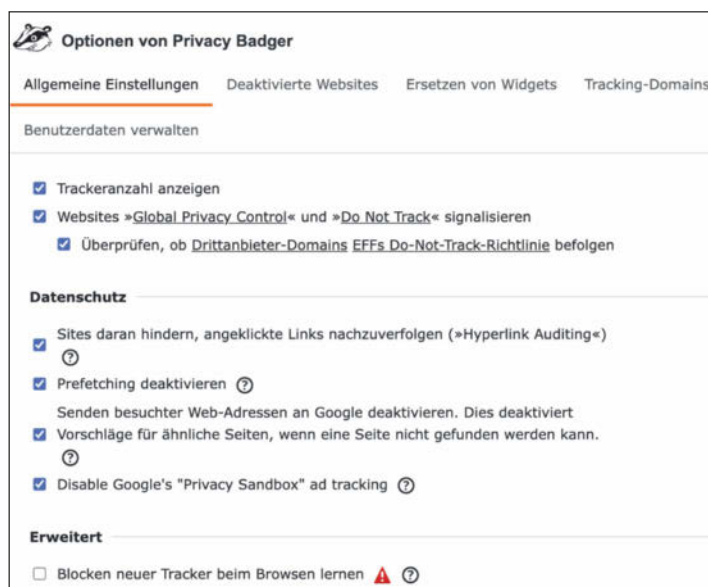 Optionen von Privacy Badger
Allgemeine Einstellungen Deaktivierte Websites Ersetzen von Widgets Tracking-Domains
Benutzerdaten verwalten
Trackeranzahl anzeigen
Websites »Global Privacy Control« und »Do Not Track« signalisieren
Überprüfen, ob Drittanbieter-Domains EFFs Do-Not-Track-Richtlinie befolgen
Datenschutz
Sites daran hindern, angeklickte Links nachzuverfolgen (»Hyperlink Auditing«)
?
Prefetching deaktivieren ?
Senden besuchter Web-Adressen an Google deaktivieren. Dies deaktiviert
Vorschläge für ähnliche Seiten, wenn eine Seite nicht gefunden werden kann.
?
Disable Google's "Privacy Sandbox" ad tracking ?
Erweitert
Blocken neuer Tracker beim Browsen lernen ?